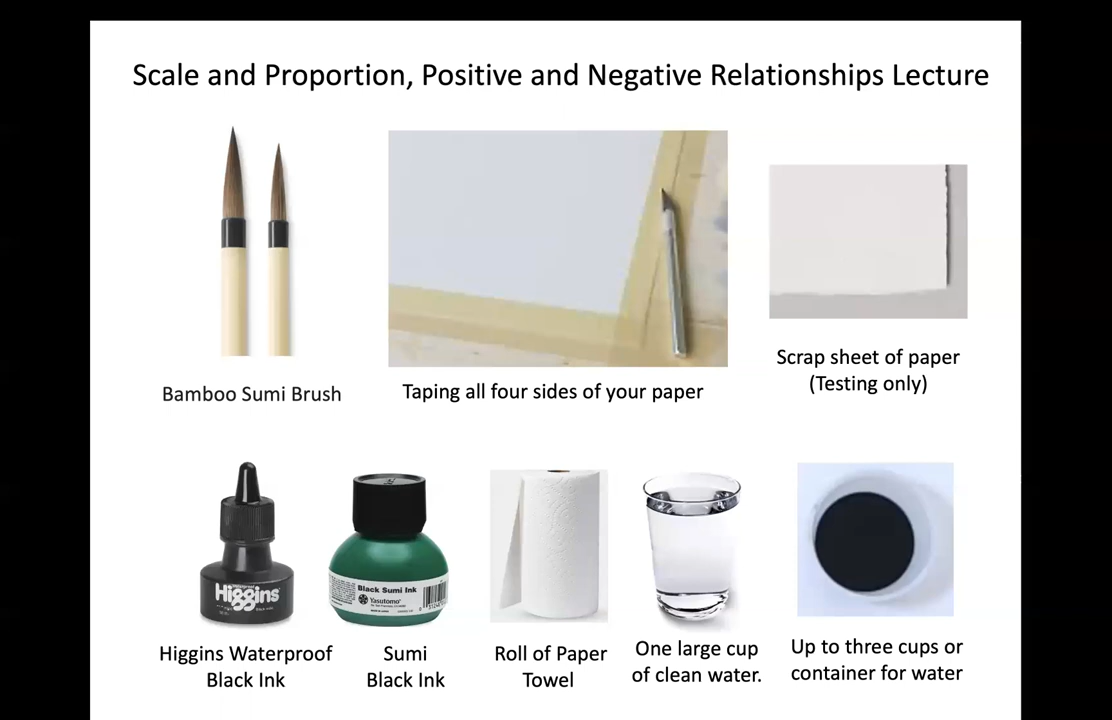 Scale and Proportion, Positive and Negative Relationships Lecture
Bamboo Sumi Brush
Taping all four sides of your paper
Scrap sheet of paper
(Testing only)
Higgins
Black Sumi Ink
Yasutomo
Higgins Waterproof
Black Ink
Sumi
Black Ink
Roll of Paper
Towel
One large cup
of clean water.
Up to three cups or
container for water